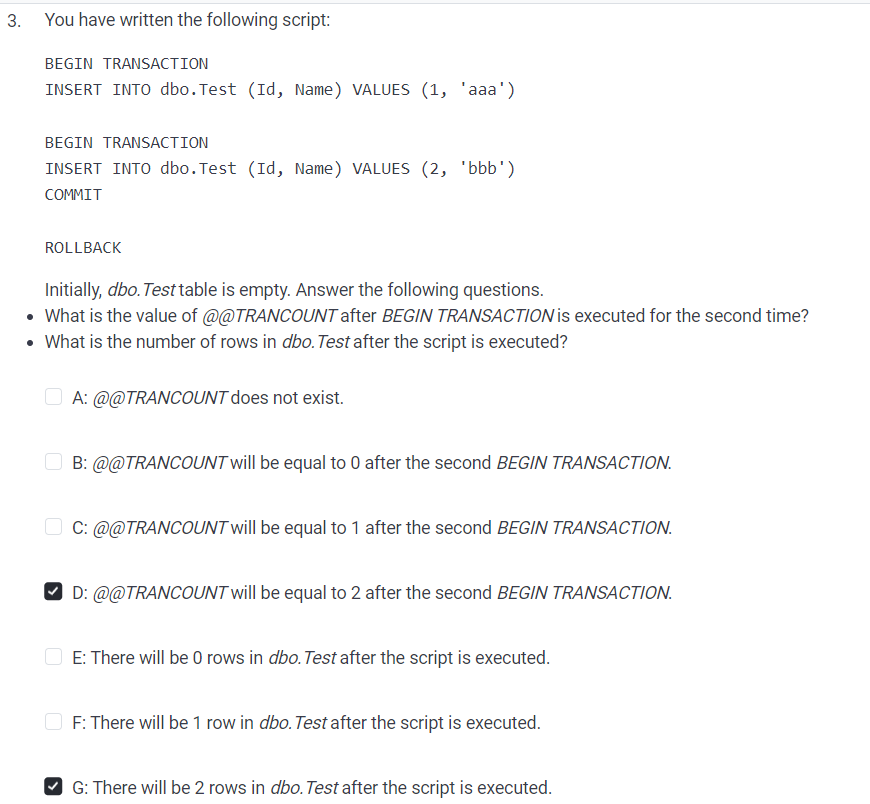 3. You have written the following script:
BEGIN TRANSACTION
INSERT INTO dbo.Test (Id, Name) VALUES (1, 'aaa')
BEGIN TRANSACTION
INSERT INTO dbo.Test (Id, Name) VALUES (2, 'bbb')
COMMIT
ROLLBACK
Initially, dbo.Test table is empty. Answer the following questions.
• What is the value of @@TRANCOUNT after BEGIN TRANSACTION is executed for the second time?
• What is the number of rows in dbo.Test after the script is executed?
A: @@TRANCOUNT does not exist.
B: @@TRANCOUNT will be equal to 0 after the second BEGIN TRANSACTION.
C: @@TRANCOUNT will be equal to 1 after the second BEGIN TRANSACTION.
D: @@TRANCOUNT will be equal to 2 after the second BEGIN TRANSACTION.
E: There will be 0 rows in dbo.Test after the script is executed.
F: There will be 1 row in dbo.Test after the script is executed.
G: There will be 2 rows in dbo.Test after the script is executed.